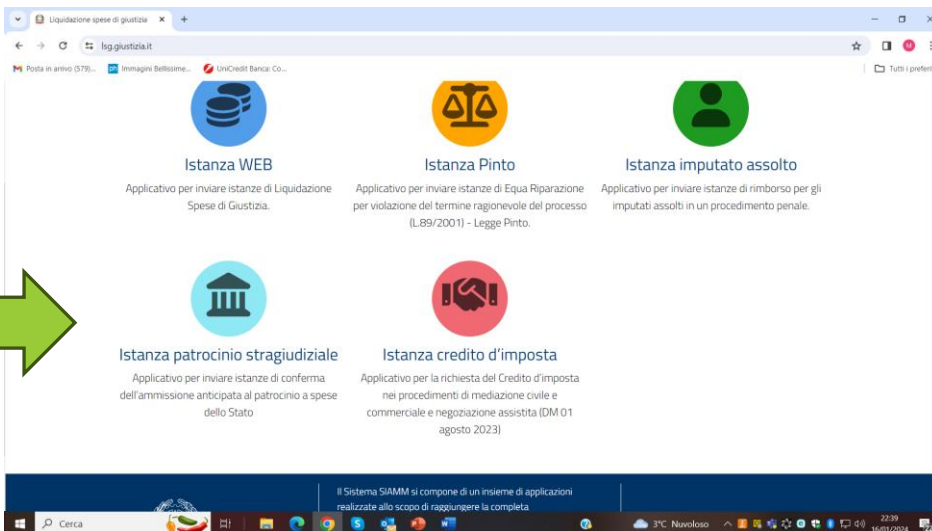 Liquidazione spese di giustizia
lsg.giustizia.it
M
Posta in arrivo (579)...
Immagini Bellissime...
UniCredit Banca: Co...
Tutti i prefer
Istanza WEB
Applicativo per inviare istanze di Liquidazione
Spese di Giustizia.
Istanza Pinto
Applicativo per inviare istanze di Equa Riparazione
per violazione del termine ragionevole del processo
(L.89/2001) - Legge Pinto.
Istanza imputato assolto
Applicativo per inviare istanze di rimborso per gli
imputati assolti in un procedimento penale.
Istanza patrocinio stragiudiziale
Applicativo per inviare istanze di conferma
dell'ammissione anticipata al patrocinio a spese
dello Stato
Istanza credito d'imposta
Applicativo per la richiesta del Credito d'imposta
nei procedimenti di mediazione civile e
commerciale e negoziazione assistita (DM 01
agosto 2023)
Il Sistema SIAMM si compone di un insieme di applicazioni
realizzate allo scopo di raggiungere la completa
Cerca
3°C Nuvoloso
22:39
16/01/2024